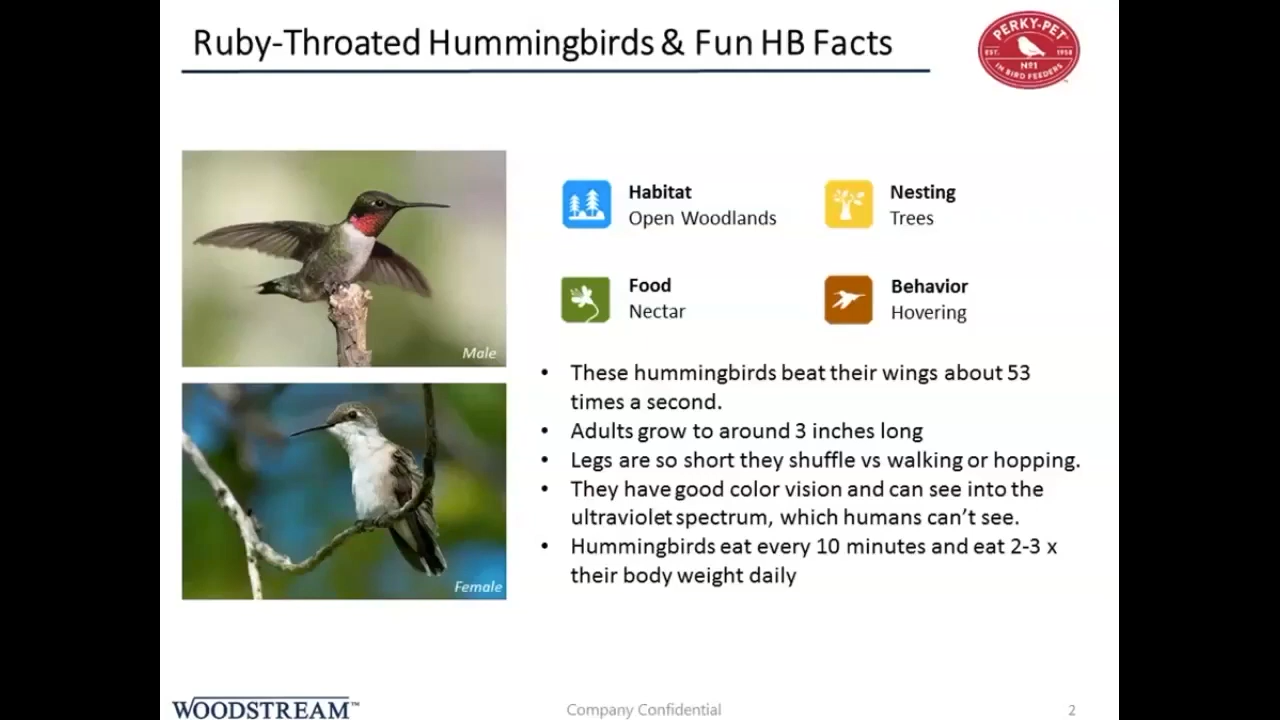 Ruby-Throated Hummingbirds & Fun HB Facts
PERKY-PET
EST. 1958
Nº1
IN BIRD FEEDERS
Male
Female
Habitat
Open Woodlands
Nesting
Trees
Food
Nectar
Behavior
Hovering
• These hummingbirds beat their wings about 53
times a second.
• Adults grow to around 3 inches long
• Legs are so short they shuffle vs walking or hopping.
• They have good color vision and can see into the
ultraviolet spectrum, which humans can’t see.
• Hummingbirds eat every 10 minutes and eat 2-3 x
their body weight daily
WOODSTREAM™
Company Confidential
2